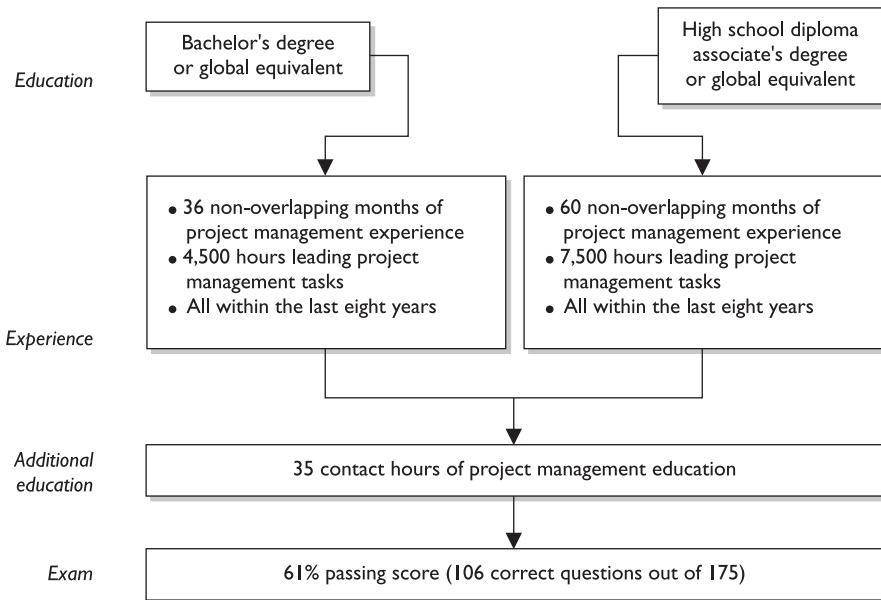 Education
Bachelor's degree
or global equivalent
High school diploma
associate's degree
or global equivalent
Experience
• 36 non-overlapping months of
project management experience
• 4,500 hours leading project
management tasks
• All within the last eight years
• 60 non-overlapping months of
project management experience
• 7,500 hours leading project
management tasks
• All within the last eight years
Additional
education
35 contact hours of project management education
Exam
61% passing score (106 correct questions out of 175)